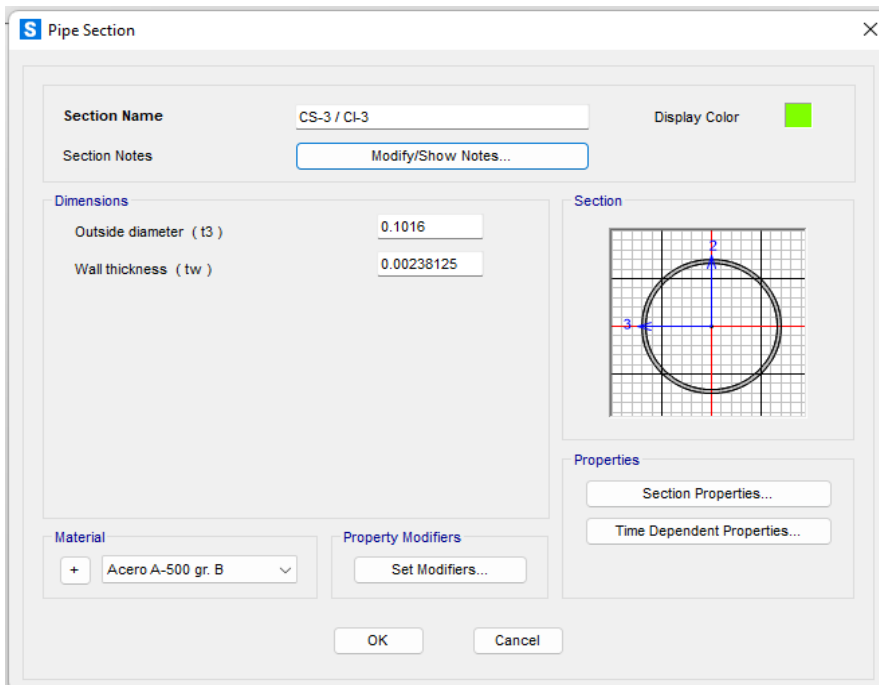 S Pipe Section
Section Name CS-3 / CI-3 Display Color
Section Notes Modify/Show Notes...
Dimensions
Outside diameter ( t3 ) 0.1016
Wall thickness ( tw ) 0.00238125
Section
2
3
Properties
Section Properties...
Time Dependent Properties...
Material
+ Acero A-500 gr. B
Property Modifiers
Set Modifiers...
OK Cancel